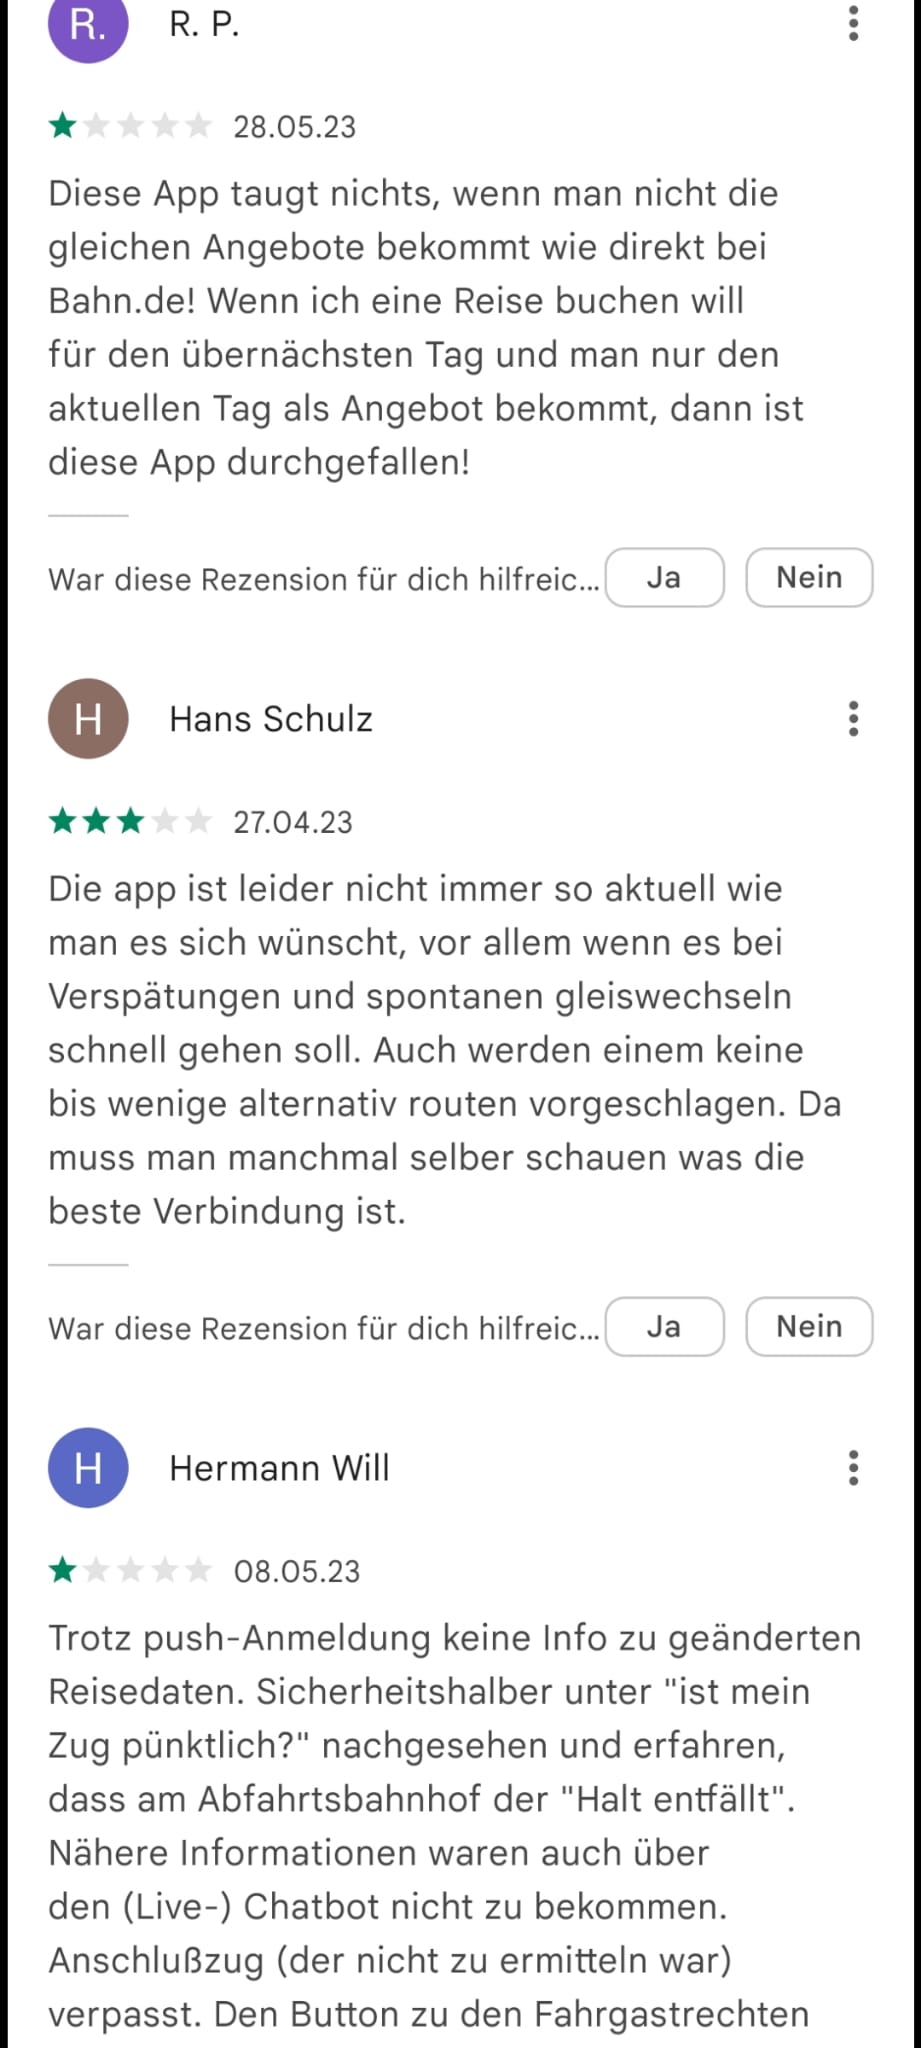 R.
R. P.
28.05.23
Diese App taugt nichts, wenn man nicht die
gleichen Angebote bekommt wie direkt bei
Bahn.de! Wenn ich eine Reise buchen will
für den übernächsten Tag und man nur den
aktuellen Tag als Angebot bekommt, dann ist
diese App durchgefallen!
War diese Rezension für dich hilfreic... Ja Nein
H
Hans Schulz
27.04.23
Die app ist leider nicht immer so aktuell wie
man es sich wünscht, vor allem wenn es bei
Verspätungen und spontanen gleiswechseln
schnell gehen soll. Auch werden einem keine
bis wenige alternativ routen vorgeschlagen. Da
muss man manchmal selber schauen was die
beste Verbindung ist.
War diese Rezension für dich hilfreic... Ja Nein
H
Hermann Will
08.05.23
Trotz push-Anmeldung keine Info zu geänderten
Reisedaten. Sicherheitshalber unter "ist mein
Zug pünktlich?" nachgesehen und erfahren,
dass am Abfahrtsbahnhof der "Halt entfällt".
Nähere Informationen waren auch über
den (Live-) Chatbot nicht zu bekommen.
Anschlußzug (der nicht zu ermitteln war)
verpasst. Den Button zu den Fahrgastrechten